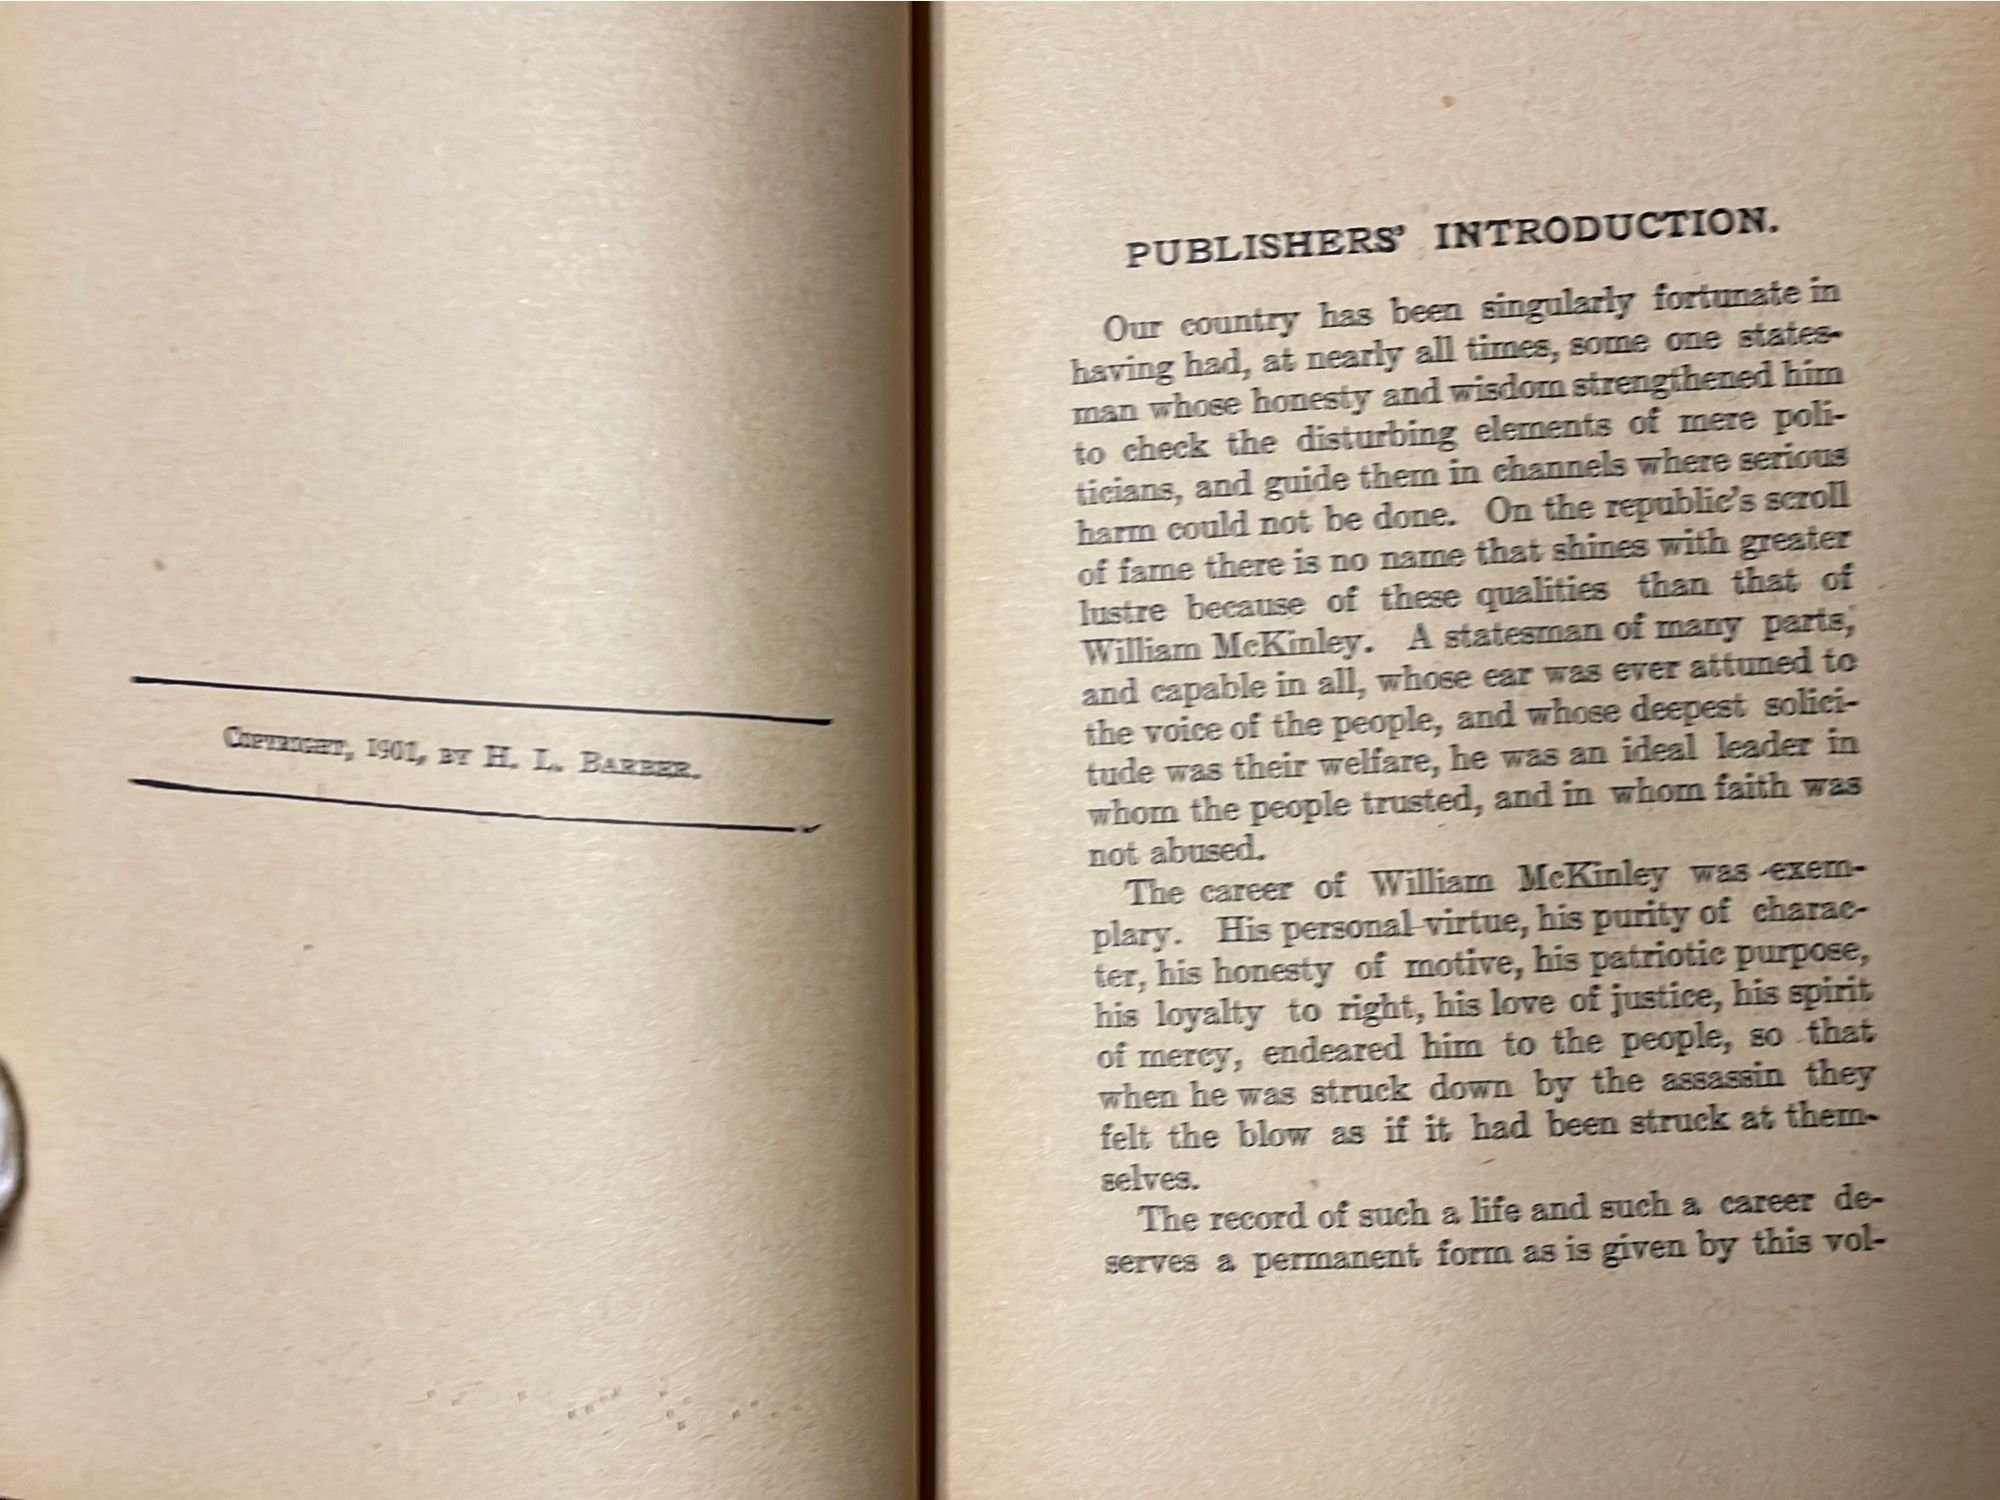 COPYRIGHT, 1901, BY H. L. BARBER.
PUBLISHERS' INTRODUCTION.
Our country has been singularly fortunate in
having had, at nearly all times, some one states-
man whose honesty and wisdom strengthened him
to check the disturbing elements of mere poli-
ticians, and guide them in channels where serious
harm could not be done. On the republic's scroll
of fame there is no name that shines with greater
lustre because of these qualities than that of
William McKinley. A statesman of many parts,
and capable in all, whose ear was ever attuned to
the voice of the people, and whose deepest solici-
tude was their welfare, he was an ideal leader in
whom the people trusted, and in whom faith was
not abused.
The career of William McKinley was exem-
plary. His personal virtue, his purity of charac-
ter, his honesty of motive, his patriotic purpose,
his loyalty to right, his love of justice, his spirit
of mercy, endeared him to the people, so that
when he was struck down by the assassin they
felt the blow as if it had been struck at them-
selves.
The record of such a life and such a career de-
serves a permanent form as is given by this vol-